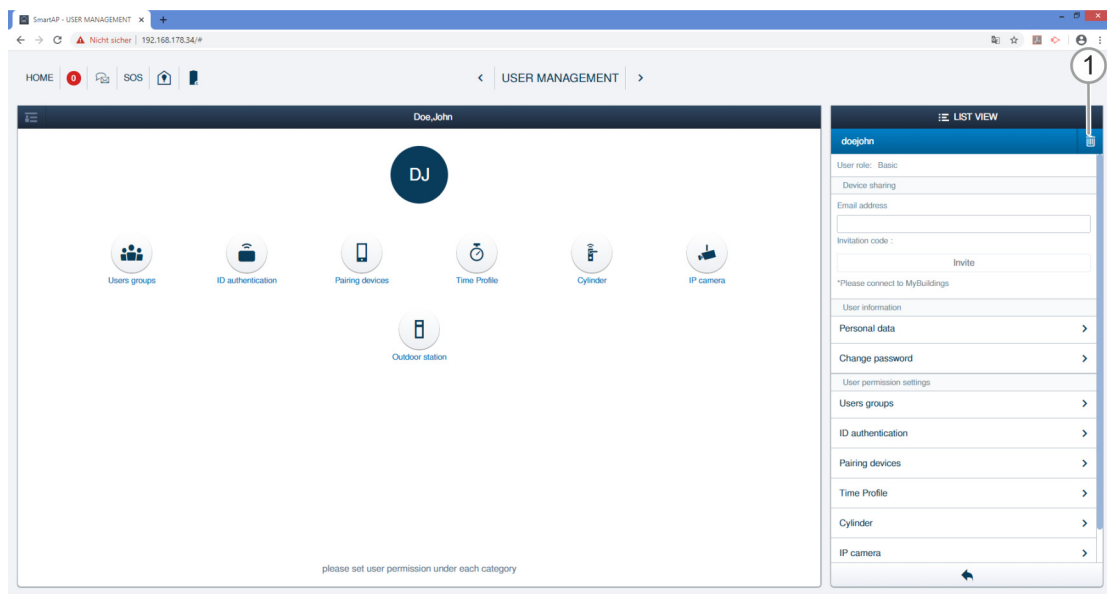 SmartAP - USER MANAGEMENT
Nicht sicher | 192.168.178.34/#
1
HOME 0 SOS USER MANAGEMENT
Doe,John
DJ
Users groups ID authentication Pairing devices Time Profile Cylinder IP camera
Outdoor station
please set user permission under each category
LIST VIEW
doejohn
User role: Basic
Device sharing
Email address
Invitation code :
Invite
*Please connect to MyBuildings
User information
Personal data
Change password
User permission settings
Users groups
ID authentication
Pairing devices
Time Profile
Cylinder
IP camera